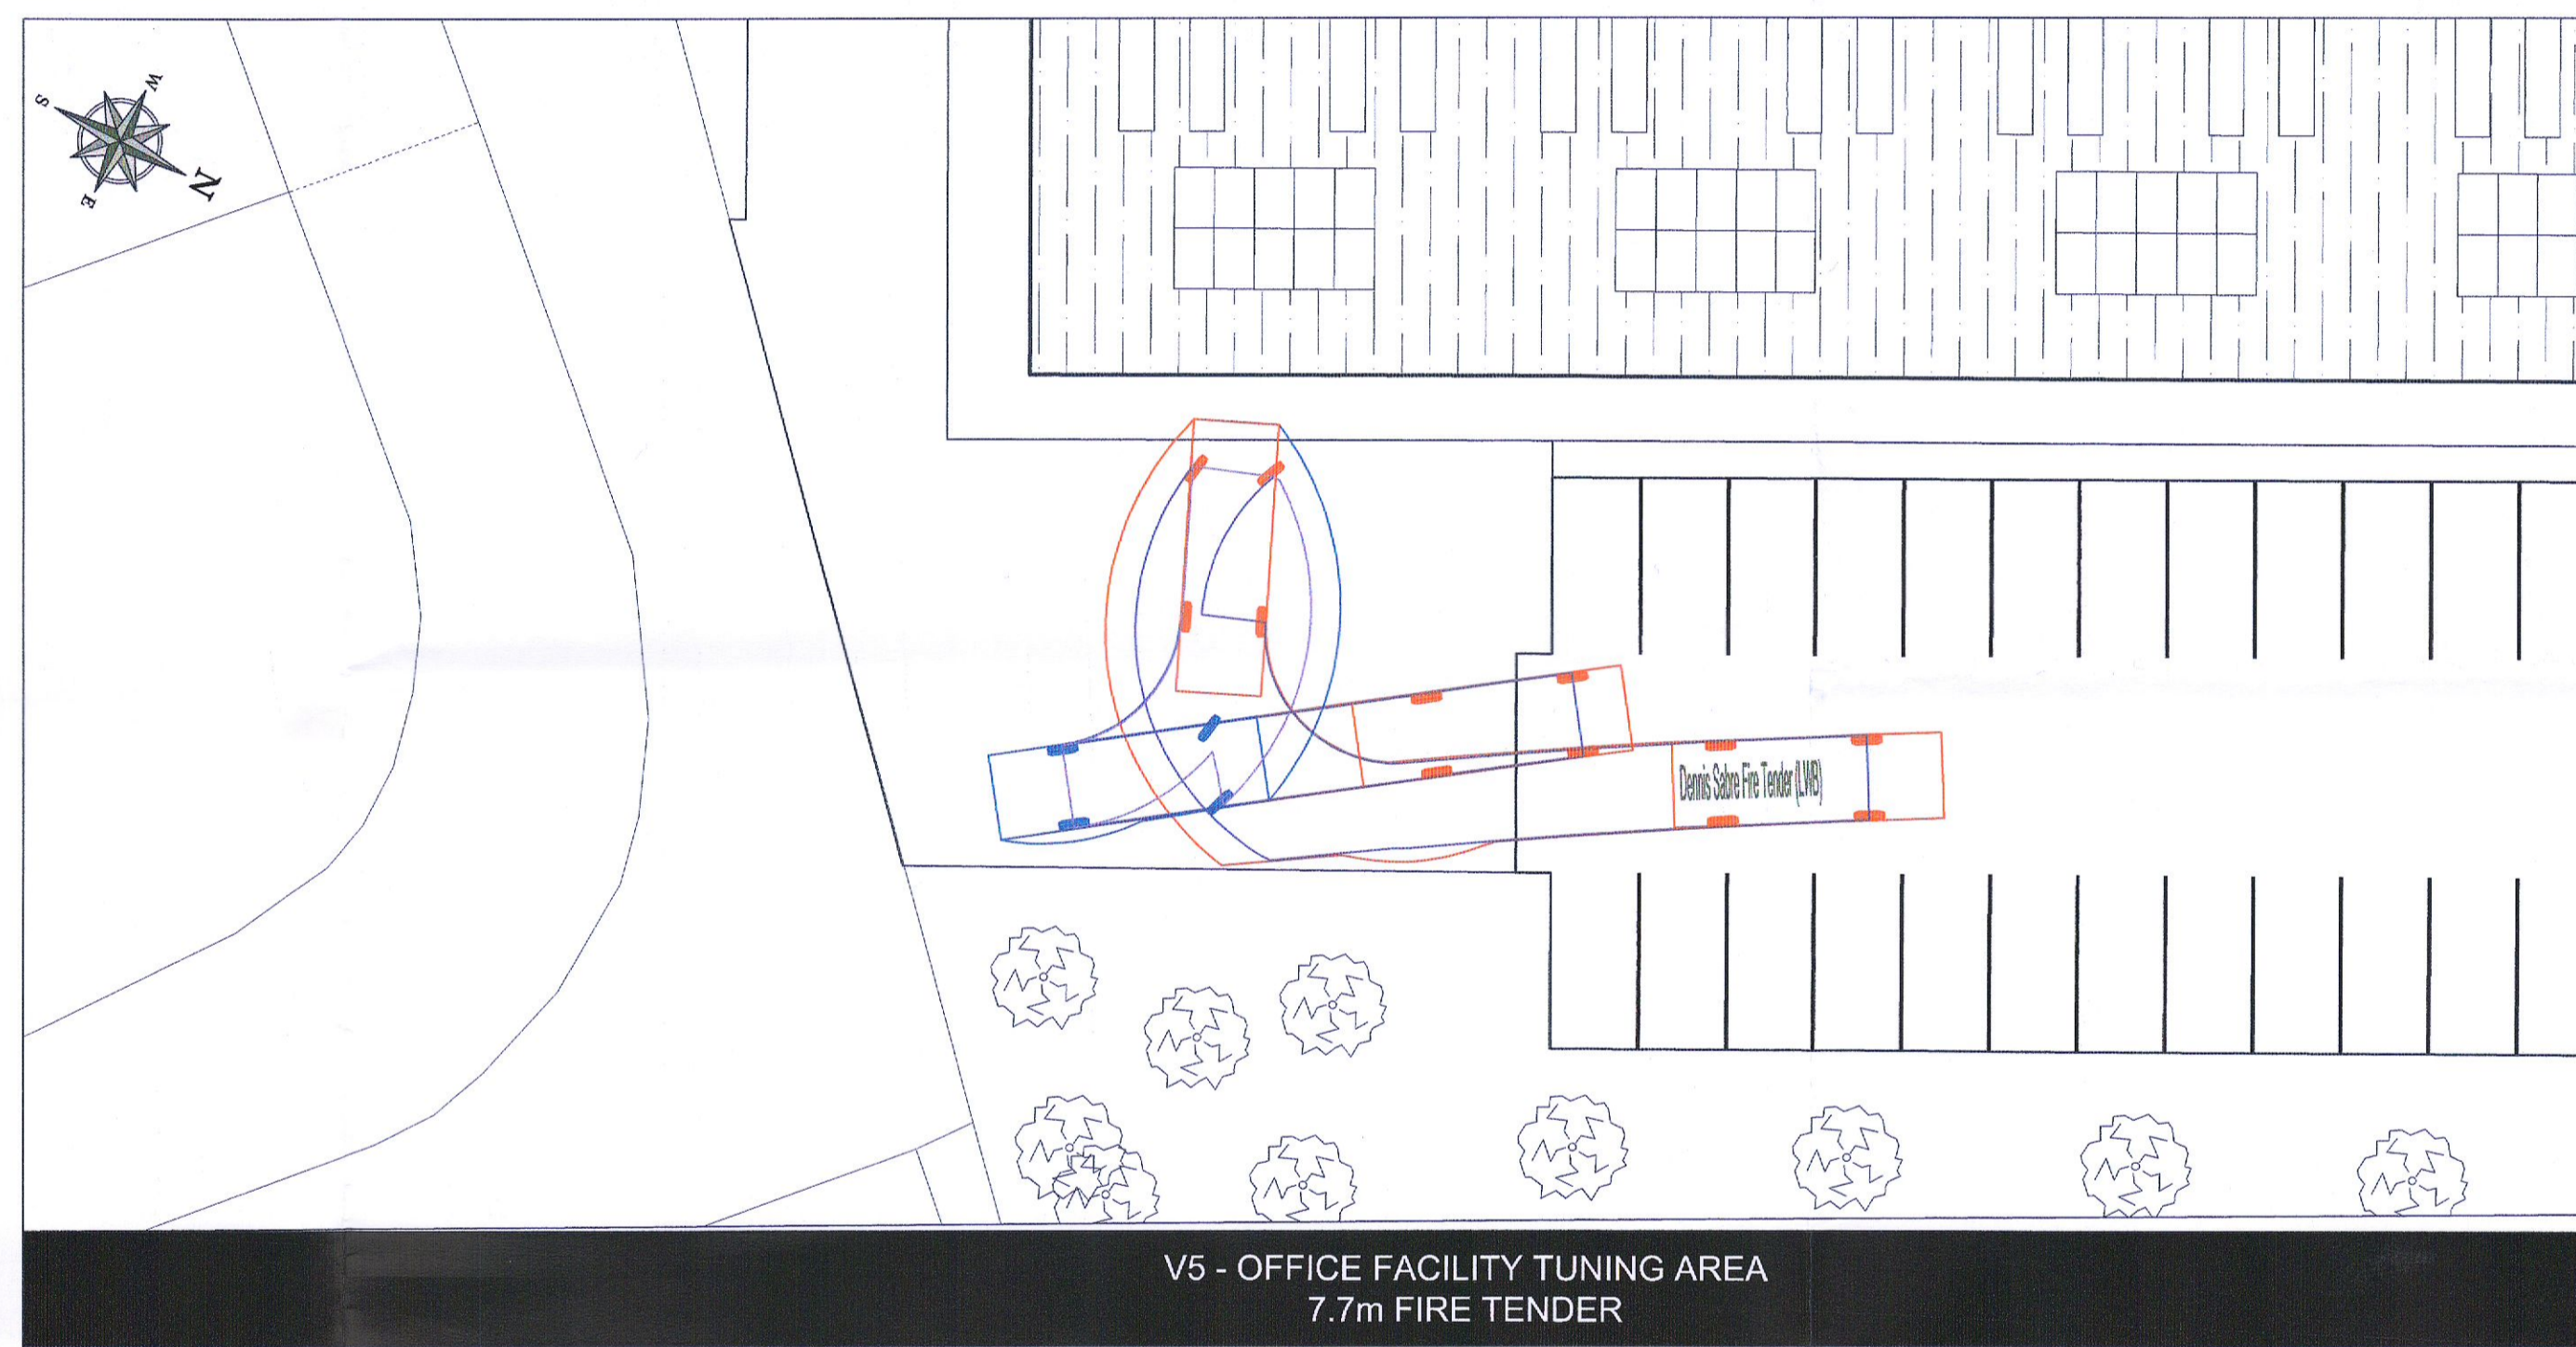 S
W
N
E
Dennis Sabre Fire Tender (LWB)
V5 - OFFICE FACILITY TUNING AREA
7.7m FIRE TENDER